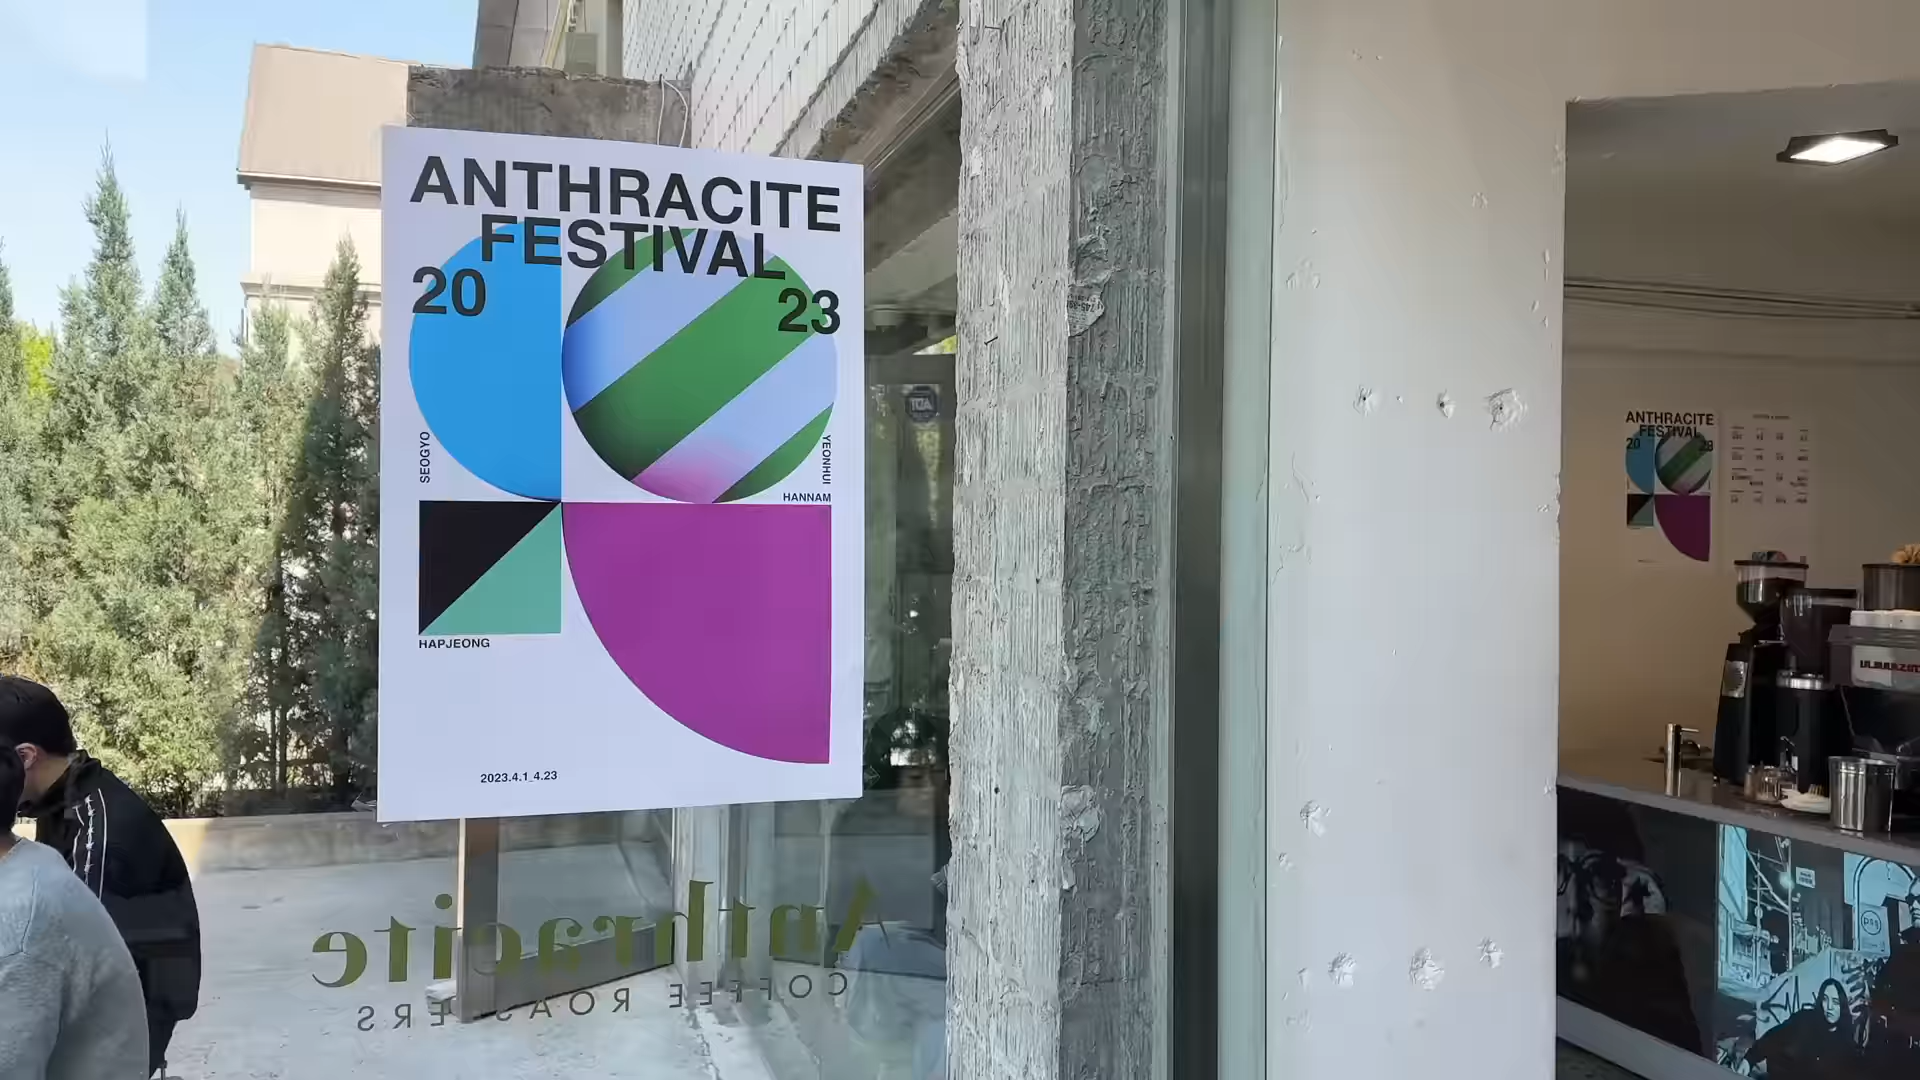 ANTHRACITE
FESTIVAL
20 23
SEOGYO
YEONHUI
HANNAM
HAPJEONG
2023.4.1_4.23
Anthracite
COFFEE ROASTERS
ANTHRACITE
FESTIVAL
20 23